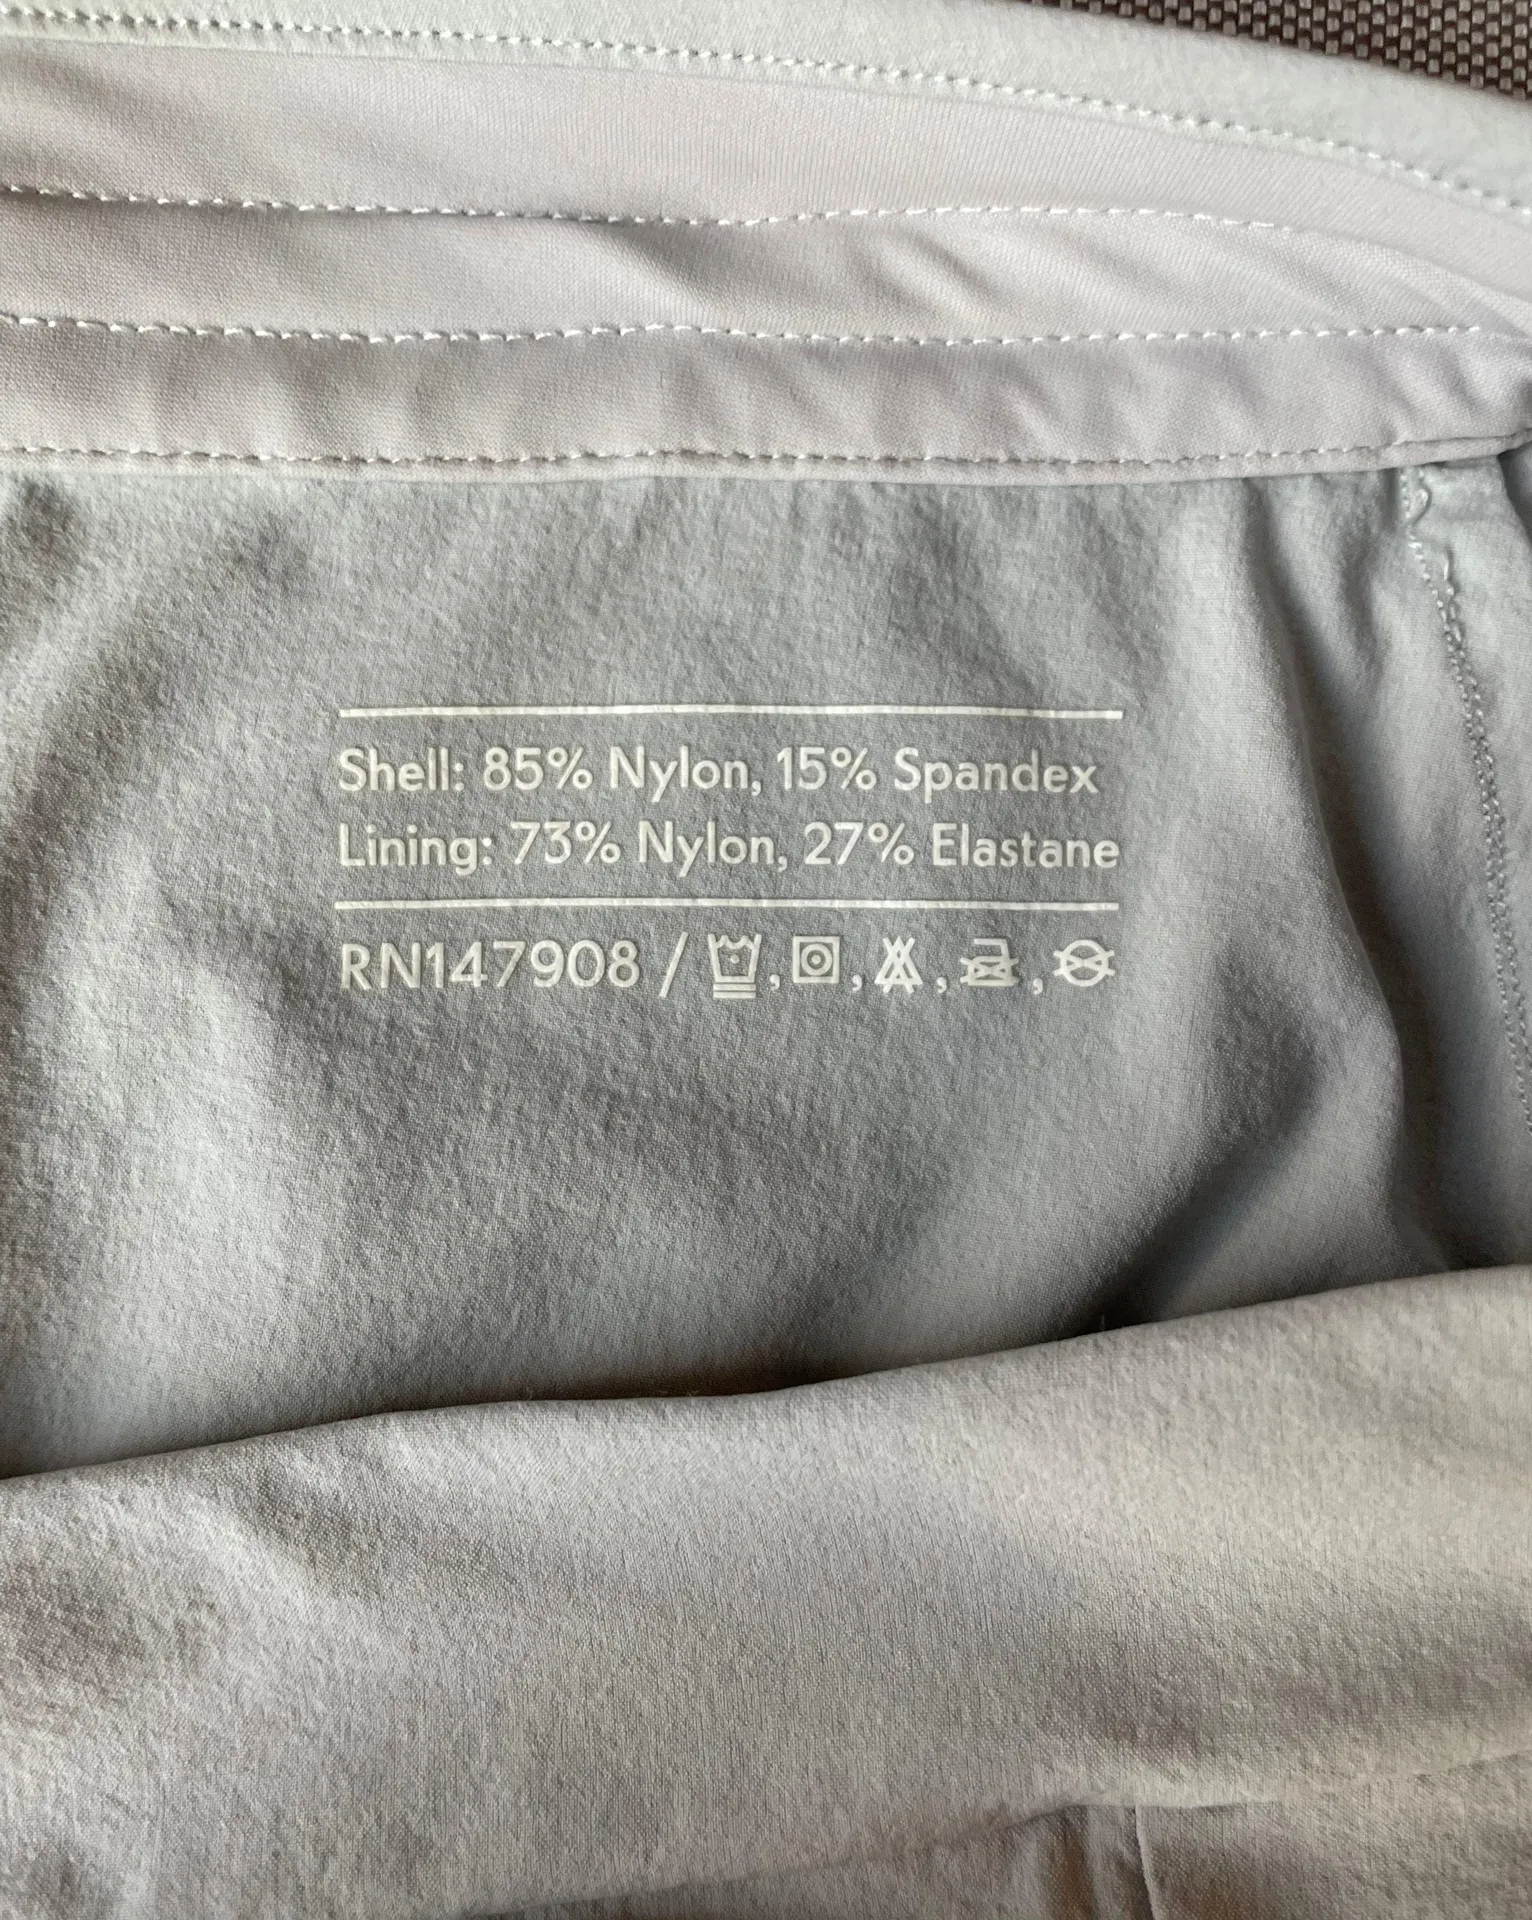 Shell: 85% Nylon, 15% Spandex
Lining: 73% Nylon, 27% Elastane
RN147908 /